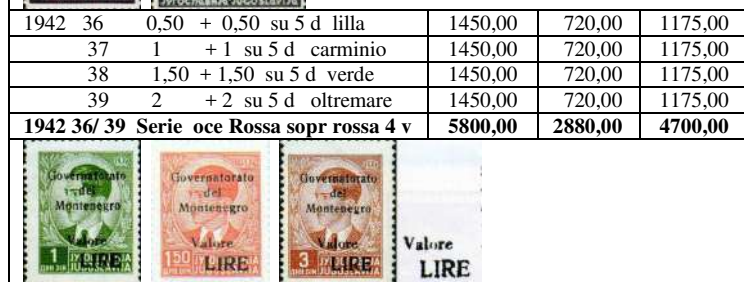 1942 36 0,50 + 0,50 su 5 d lilla 1450,00 720,00 1175,00
37 1 + 1 su 5 d carminio 1450,00 720,00 1175,00
38 1,50 + 1,50 su 5 d verde 1450,00 720,00 1175,00
39 2 + 2 su 5 d oltremare 1450,00 720,00 1175,00
1942 36/ 39 Serie oce Rossa sopr rossa 4 v 5800,00 2880,00 4700,00
Governatorato
del
Montenegro
Valore
LIRE
1
Governatorato
del
Montenegro
Valore
LIRE
150
Governatorato
del
Montenegro
Valore
LIRE
3
Valore
LIRE